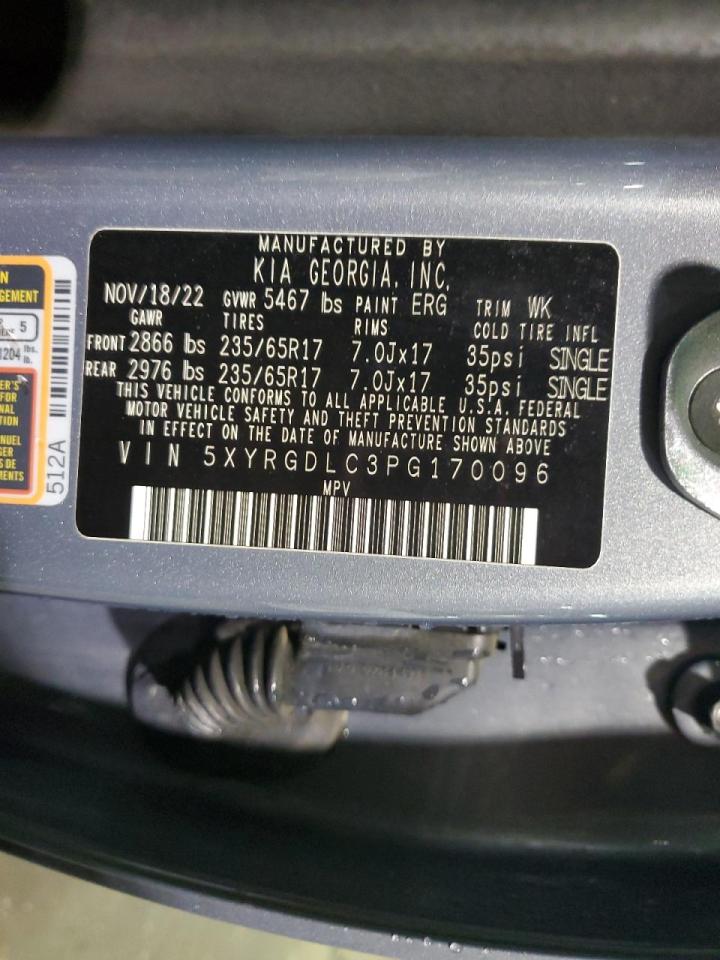 MANUFACTURED BY
KIA GEORGIA, INC.
NOV/18/22 GVWR 5467 lbs PAINT ERG TRIM WK
GAWR TIRES RIMS COLD TIRE INFL
FRONT 2866 lbs 235/65R17 7.0Jx17 35psi SINGLE
REAR 2976 lbs 235/65R17 7.0Jx17 35psi SINGLE
THIS VEHICLE CONFORMS TO ALL APPLICABLE U.S.A. FEDERAL
MOTOR VEHICLE SAFETY AND THEFT PREVENTION STANDARDS
IN EFFECT ON THE DATE OF MANUFACTURE SHOWN ABOVE
VIN 5XYRGDLC3PG170096
MPV
5
1204 lbs.
512A